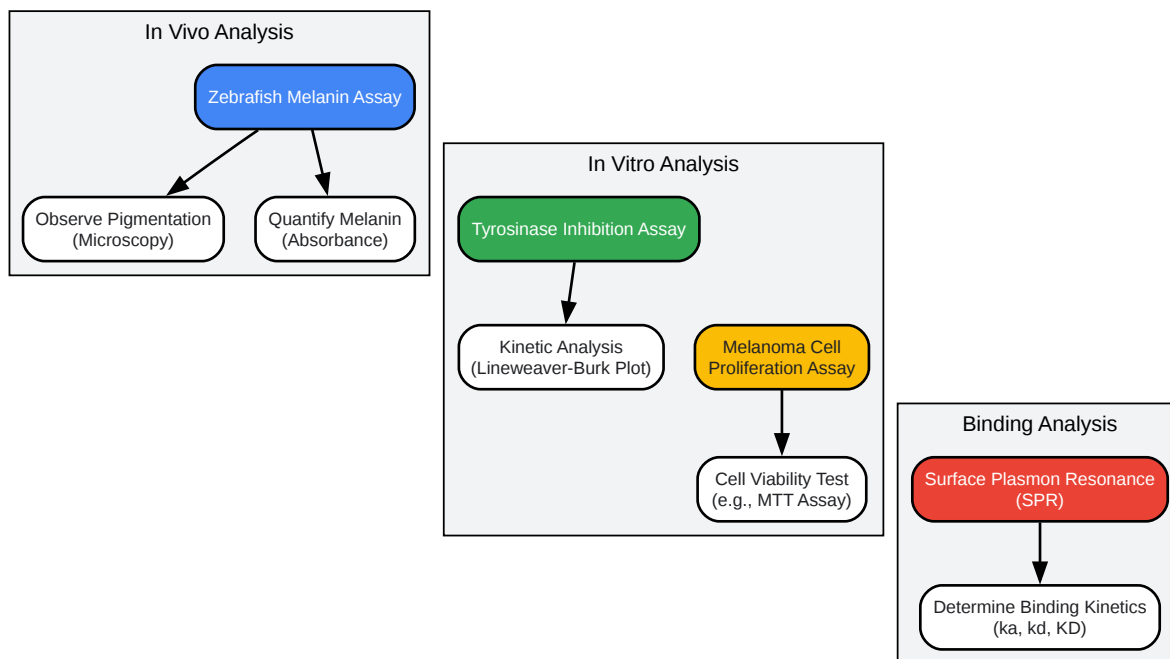 In Vivo Analysis
Zebrafish Melanin Assay
Observe Pigmentation
(Microscopy)
Quantify Melanin
(Absorbance)
In Vitro Analysis
Tyrosinase Inhibition Assay
Kinetic Analysis
(Lineweaver-Burk Plot)
Melanoma Cell
Proliferation Assay
Cell Viability Test
(e.g., MTT Assay)
Binding Analysis
Surface Plasmon Resonance
(SPR)
Determine Binding Kinetics
(ka, kd, KD)